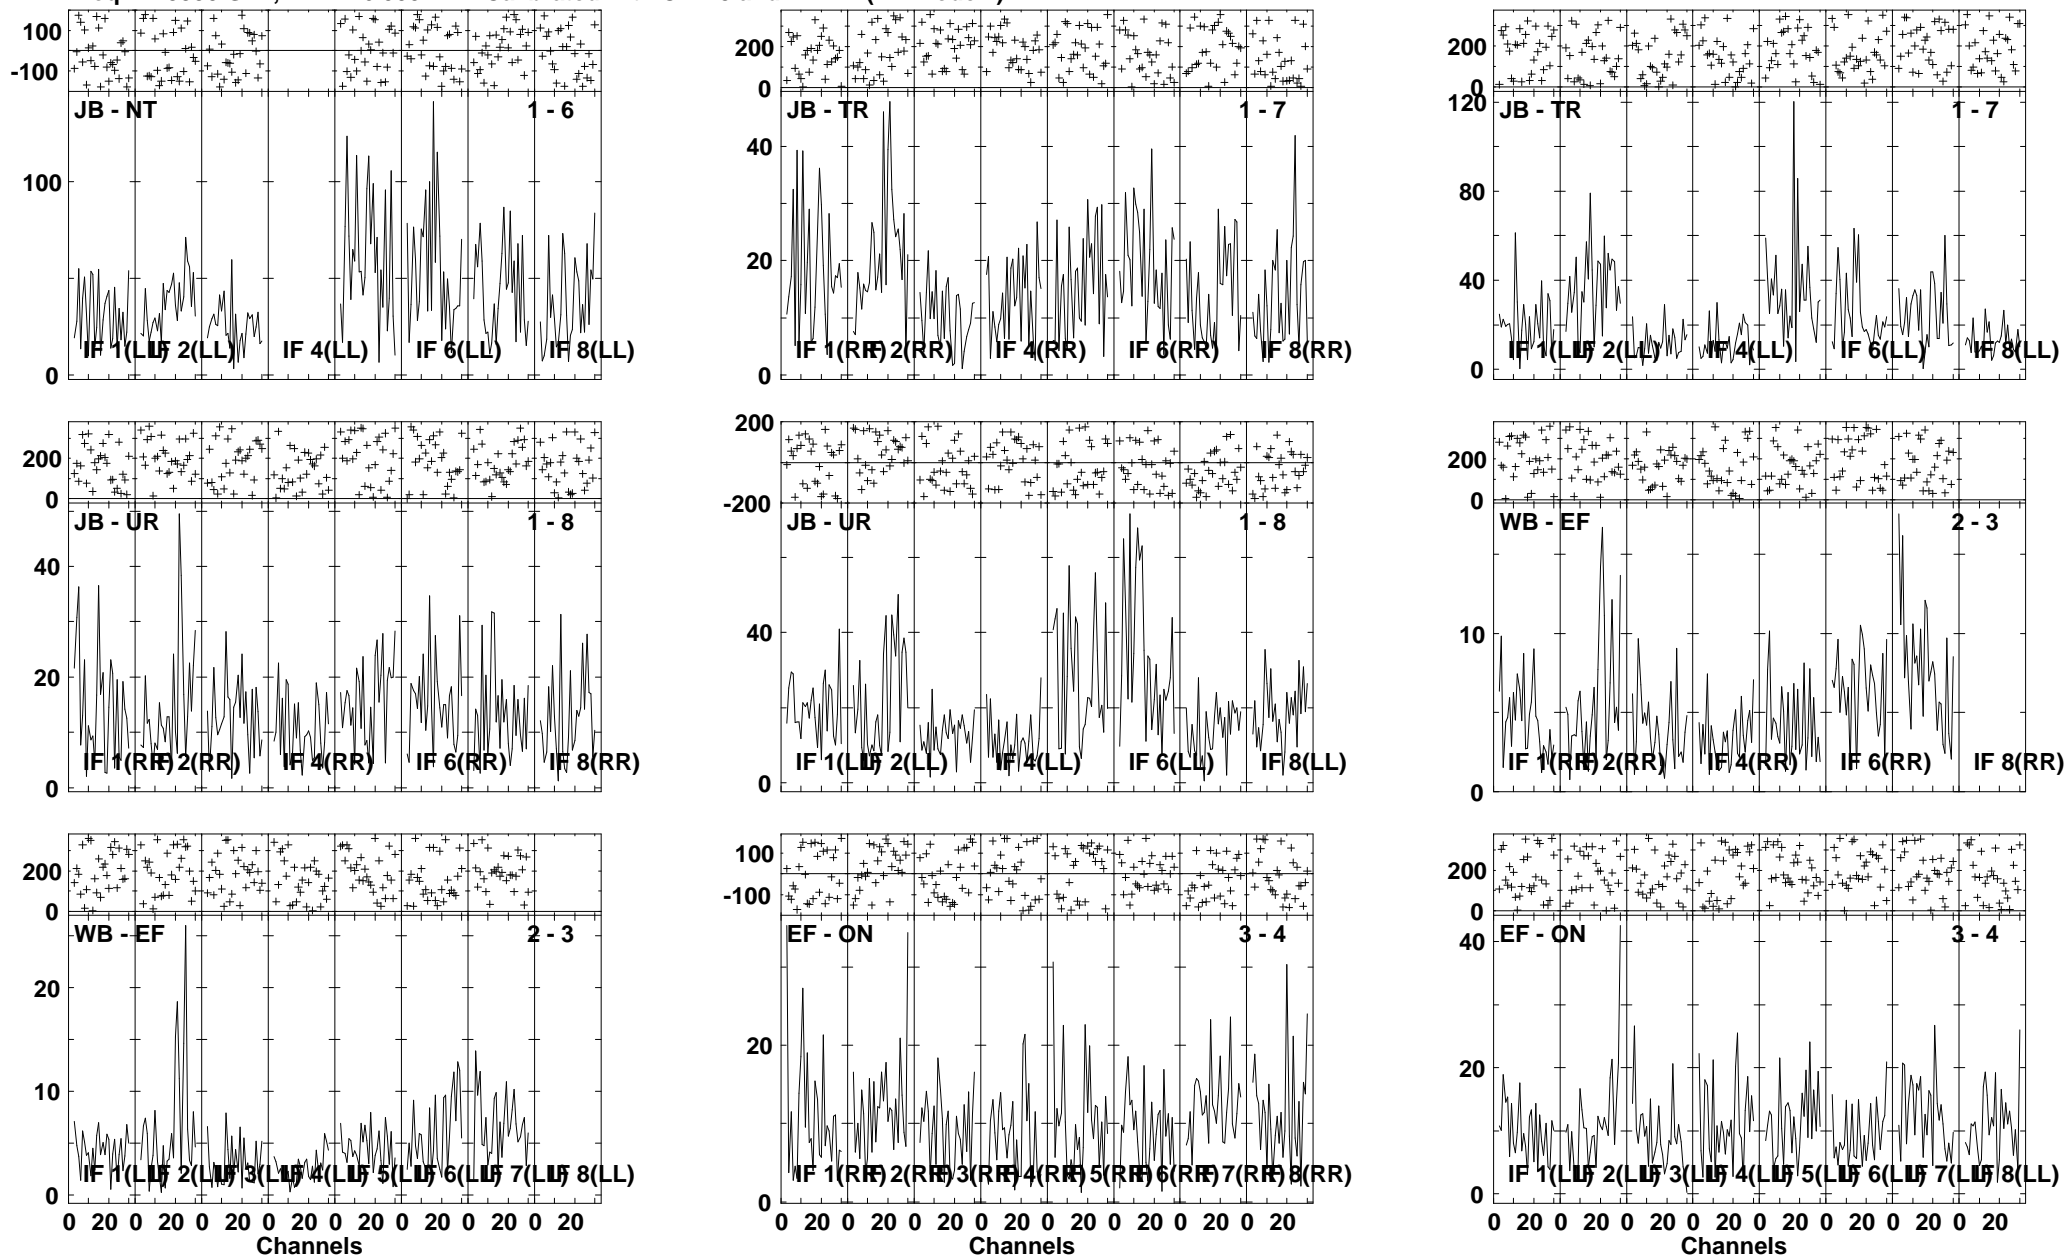 100
-100
JB - NT 1 - 6
100
0
IF 1(LL) IF 2(LL) IF 4(LL) IF 6(LL) IF 8(LL)
200
0
JB - TR 1 - 7
40
20
0
IF 1(RR) IF 2(RR) IF 4(RR) IF 6(RR) IF 8(RR)
200
0
120
JB - TR 1 - 7
80
40
0
IF 1(LL) IF 2(LL) IF 4(LL) IF 6(LL) IF 8(LL)
200
0
JB - UR 1 - 8
40
20
0
IF 1(RR) IF 2(RR) IF 4(RR) IF 6(RR) IF 8(RR)
200
-200
JB - UR 1 - 8
40
0
IF 1(LL) IF 2(LL) IF 4(LL) IF 6(LL) IF 8(LL)
200
0
WB - EF 2 - 3
10
0
IF 1(RR) IF 2(RR) IF 4(RR) IF 6(RR) IF 8(RR)
200
0
WB - EF 2 - 3
20
10
0
IF 1(LL) IF 2(LL) IF 3(LL) IF 4(LL) IF 5(LL) IF 6(LL) IF 7(LL) IF 8(LL)
0 20 0 20 0 20 0 20 0 20 0 20 0 20 0 20
Channels
100
-100
EF - ON 3 - 4
20
0
IF 1(RR) IF 2(RR) IF 3(RR) IF 4(RR) IF 5(RR) IF 6(RR) IF 7(RR) IF 8(RR)
0 20 0 20 0 20 0 20 0 20 0 20 0 20 0 20
Channels
200
0
EF - ON 3 - 4
40
20
0
IF 1(LL) IF 2(LL) IF 3(LL) IF 4(LL) IF 5(LL) IF 6(LL) IF 7(LL) IF 8(LL)
0 20 0 20 0 20 0 20 0 20 0 20 0 20 0 20
Channels